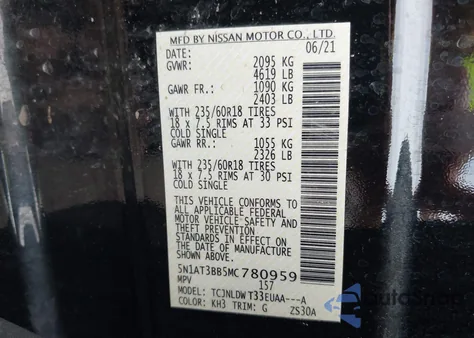 MFD BY NISSAN MOTOR CO., LTD.
DATE: 06/21
GVWR: 2095 KG
4619 LB
GAWR FR.: 1090 KG
2403 LB
WITH 235/60R18 TIRES
18 x 7.5 RIMS AT 33 PSI
COLD SINGLE
GAWR RR.: 1055 KG
2326 LB
WITH 235/60R18 TIRES
18 x 7.5 RIMS AT 30 PSI
COLD SINGLE
THIS VEHICLE CONFORMS TO
ALL APPLICABLE FEDERAL
MOTOR VEHICLE SAFETY AND
THEFT PREVENTION
STANDARDS IN EFFECT ON
THE DATE OF MANUFACTURE
SHOWN ABOVE.
5N1AT3BB5MC780959
MPV 157
MODEL: TCJNLDWT33EUAA---A
COLOR: KH3 TRIM: G ZS30A